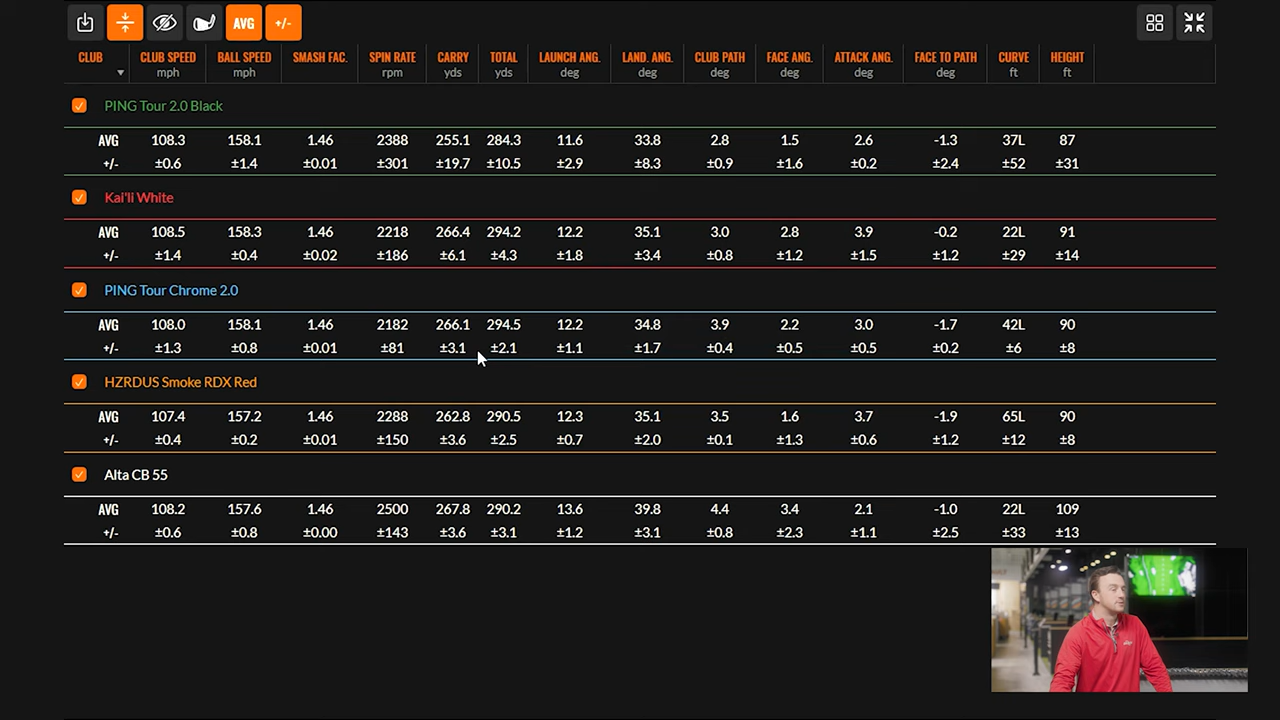 AVG +/-
CLUB CLUB SPEED BALL SPEED SMASH FAC. SPIN RATE CARRY TOTAL LAUNCH ANG. LAND. ANG. CLUB PATH FACE ANG. ATTACK ANG. FACE TO PATH CURVE HEIGHT
mph mph rpm yds yds deg deg deg deg deg deg ft ft
PING Tour 2.0 Black
AVG 108.3 158.1 1.46 2388 255.1 284.3 11.6 33.8 2.8 1.5 2.6 -1.3 37L 87
+/- ±0.6 ±1.4 ±0.01 ±301 ±19.7 ±10.5 ±2.9 ±8.3 ±0.9 ±1.6 ±0.2 ±2.4 ±52 ±31
Kai'li White
AVG 108.5 158.3 1.46 2218 266.4 294.2 12.2 35.1 3.0 2.8 3.9 -0.2 22L 91
+/- ±1.4 ±0.4 ±0.02 ±186 ±6.1 ±4.3 ±1.8 ±3.4 ±0.8 ±1.2 ±1.5 ±1.2 ±29 ±14
PING Tour Chrome 2.0
AVG 108.0 158.1 1.46 2182 266.1 294.5 12.2 34.8 3.9 2.2 3.0 -1.7 42L 90
+/- ±1.3 ±0.8 ±0.01 ±81 ±3.1 ±2.1 ±1.1 ±1.7 ±0.4 ±0.5 ±0.5 ±0.2 ±6 ±8
HZRDUS Smoke RDX Red
AVG 107.4 157.2 1.46 2288 262.8 290.5 12.3 35.1 3.5 1.6 3.7 -1.9 65L 90
+/- ±0.4 ±0.2 ±0.01 ±150 ±3.6 ±2.5 ±0.7 ±2.0 ±0.1 ±1.3 ±0.6 ±1.2 ±12 ±8
Alta CB 55
AVG 108.2 157.6 1.46 2500 267.8 290.2 13.6 39.8 4.4 3.4 2.1 -1.0 22L 109
+/- ±0.6 ±0.8 ±0.00 ±143 ±3.6 ±3.1 ±1.2 ±3.1 ±0.8 ±2.3 ±1.1 ±2.5 ±33 ±13